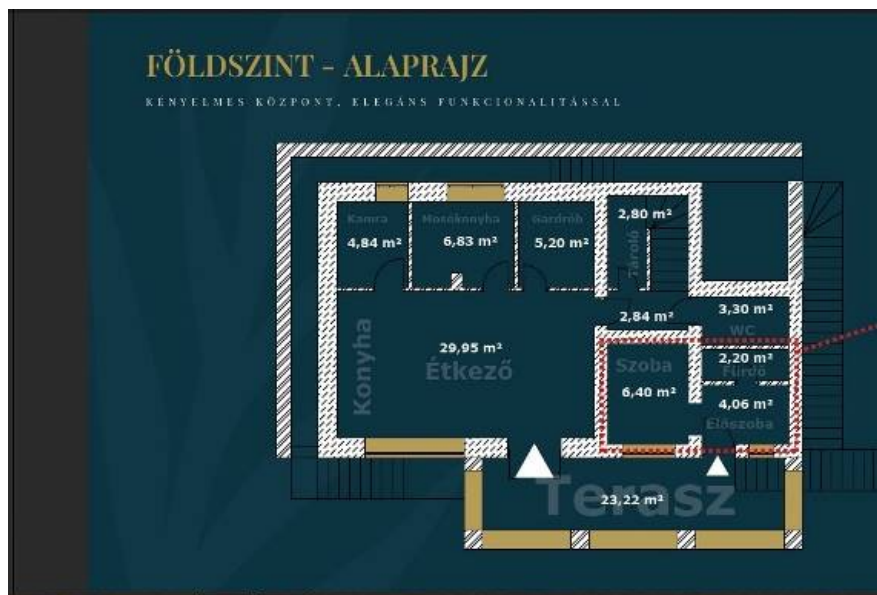 FÖLDSZINT - ALAPRAJZ
KÉNYELMES KÖZPONT, ELEGÁNS FUNKCIONALITÁSSAL
Kamra
4,84 m²
Mosókonyha
6,83 m²
Gardrób
5,20 m²
2,80 m²
Tároló
2,84 m²
3,30 m²
WC
2,20 m²
Fürdő
Konyha
29,95 m²
Étkező
Szoba
6,40 m²
4,06 m²
Előszoba
Terasz
23,22 m²